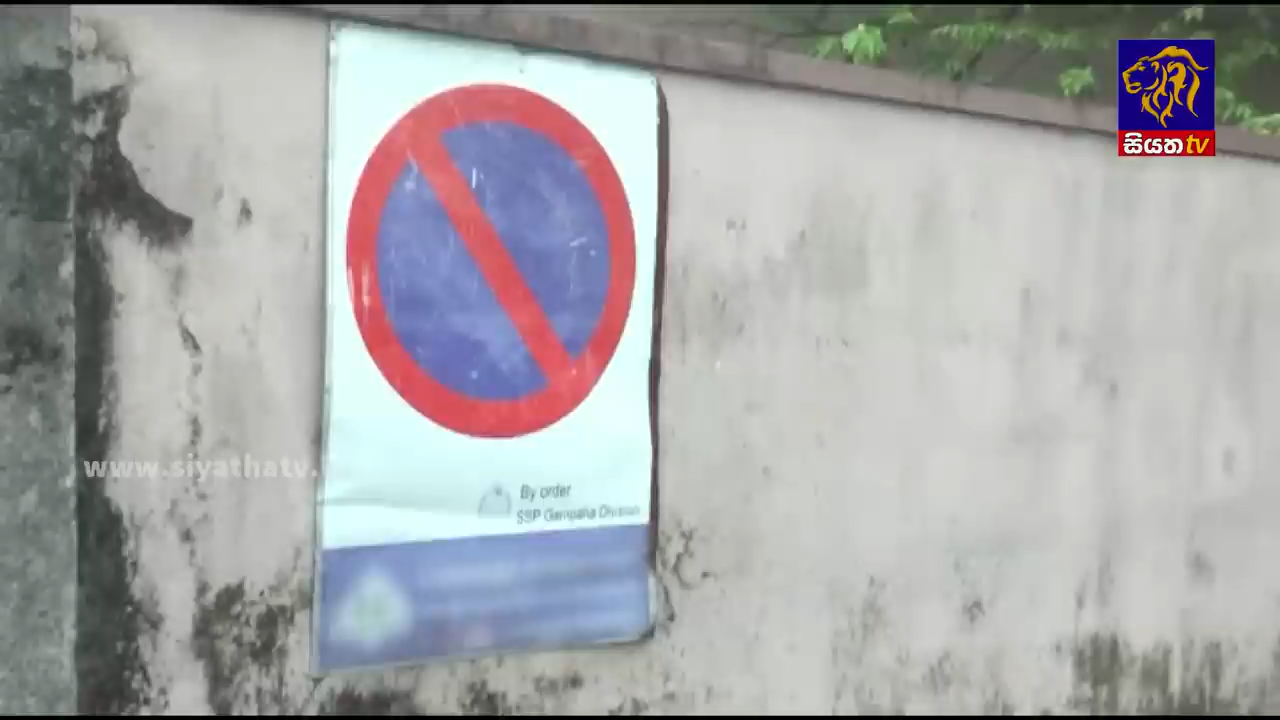 සියත tv
www.siyathatv.
By order
SSP Gampaha Division